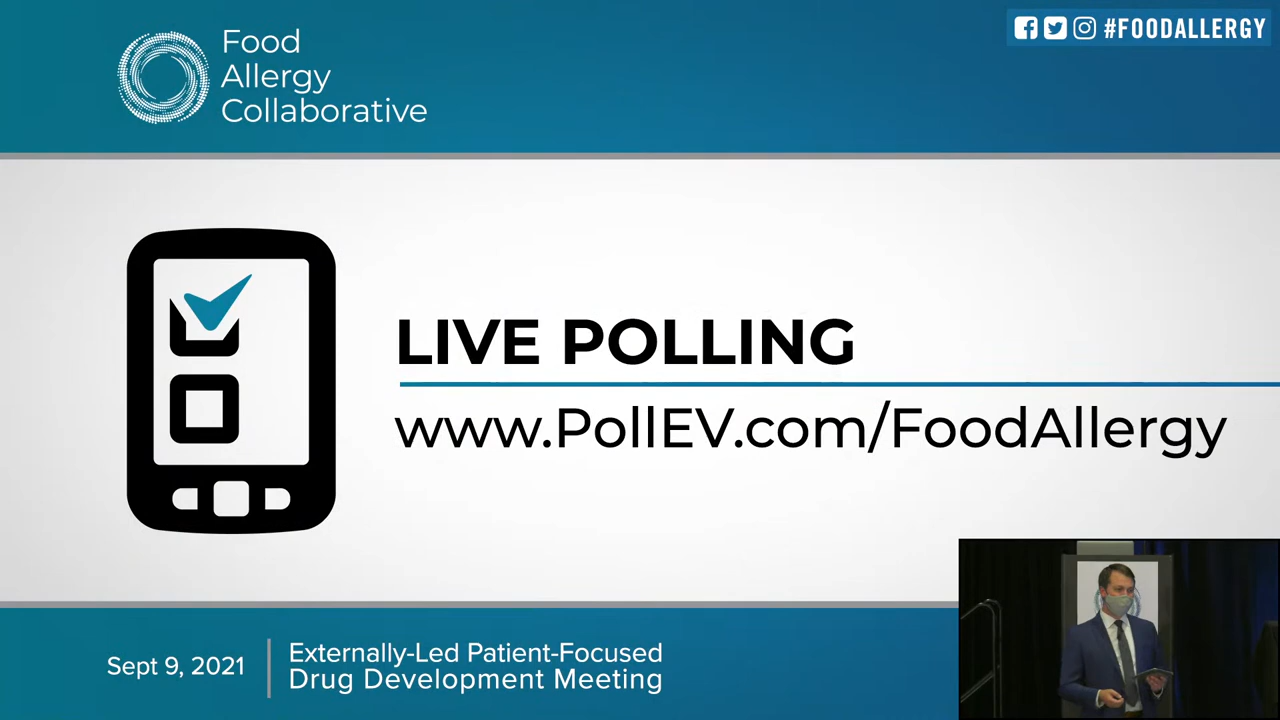 Food
Allergy
Collaborative
#FOODALLERGY
LIVE POLLING
www.PollEV.com/FoodAllergy
Sept 9, 2021
Externally-Led Patient-Focused
Drug Development Meeting